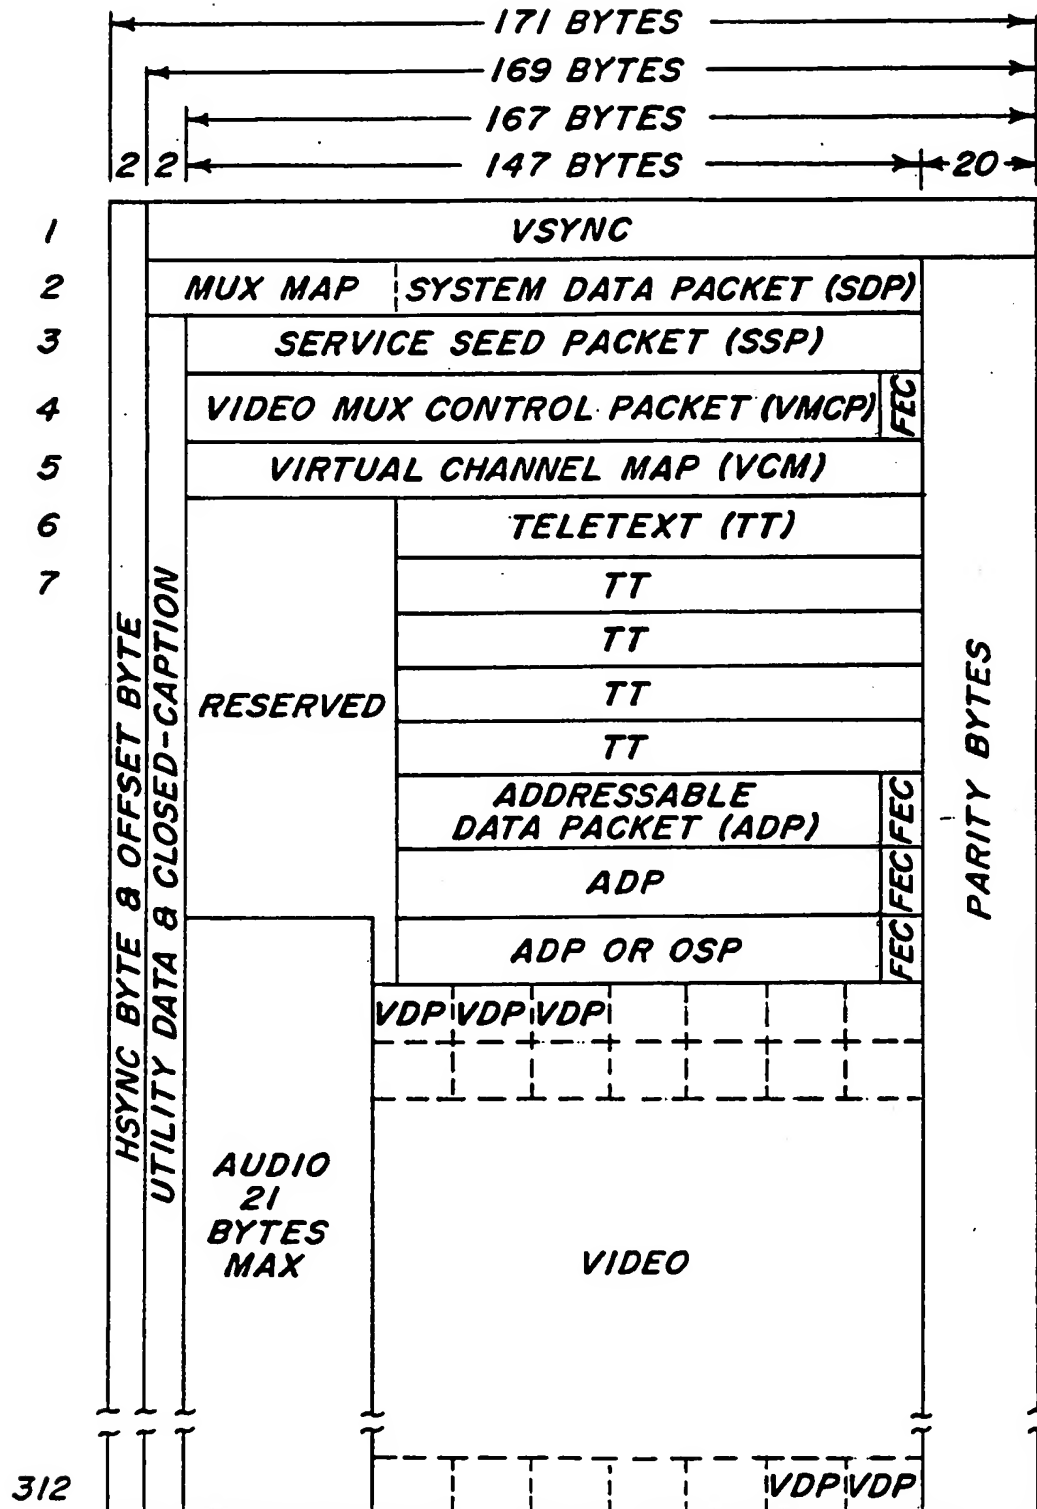 171 BYTES
169 BYTES
167 BYTES
2 2 147 BYTES 20
1 VSYNC
2 MUX MAP SYSTEM DATA PACKET (SDP)
3 SERVICE SEED PACKET (SSP)
4 VIDEO MUX CONTROL PACKET (VMCP) FEC
5 VIRTUAL CHANNEL MAP (VCM)
6 TELETEXT (TT)
7 TT
TT
RESERVED TT
TT
ADDRESSABLE
DATA PACKET (ADP) FEC
ADP FEC
ADP OR OSP FEC
VDP VDP VDP
HSYNC BYTE & OFFSET BYTE
UTILITY DATA & CLOSED-CAPTION
PARITY BYTES
AUDIO
21
BYTES
MAX
VIDEO
312 VDP VDP